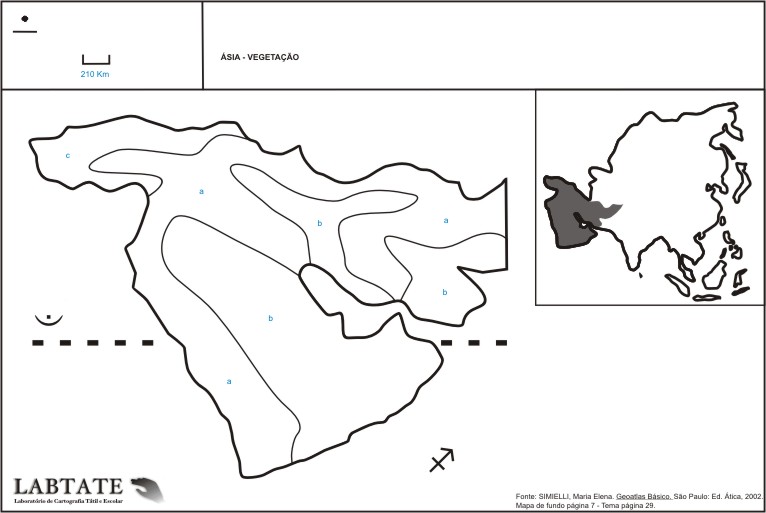 210 Km
ÁSIA - VEGETAÇÃO
c
a
b
a
b
b
a
LABTATE
Laboratório de Cartografia Tátil e Escolar
Fonte: SIMIELLI, Maria Elena. Geoatlas Básico. São Paulo: Ed. Ática, 2002.
Mapa de fundo página 7 - Tema página 29.